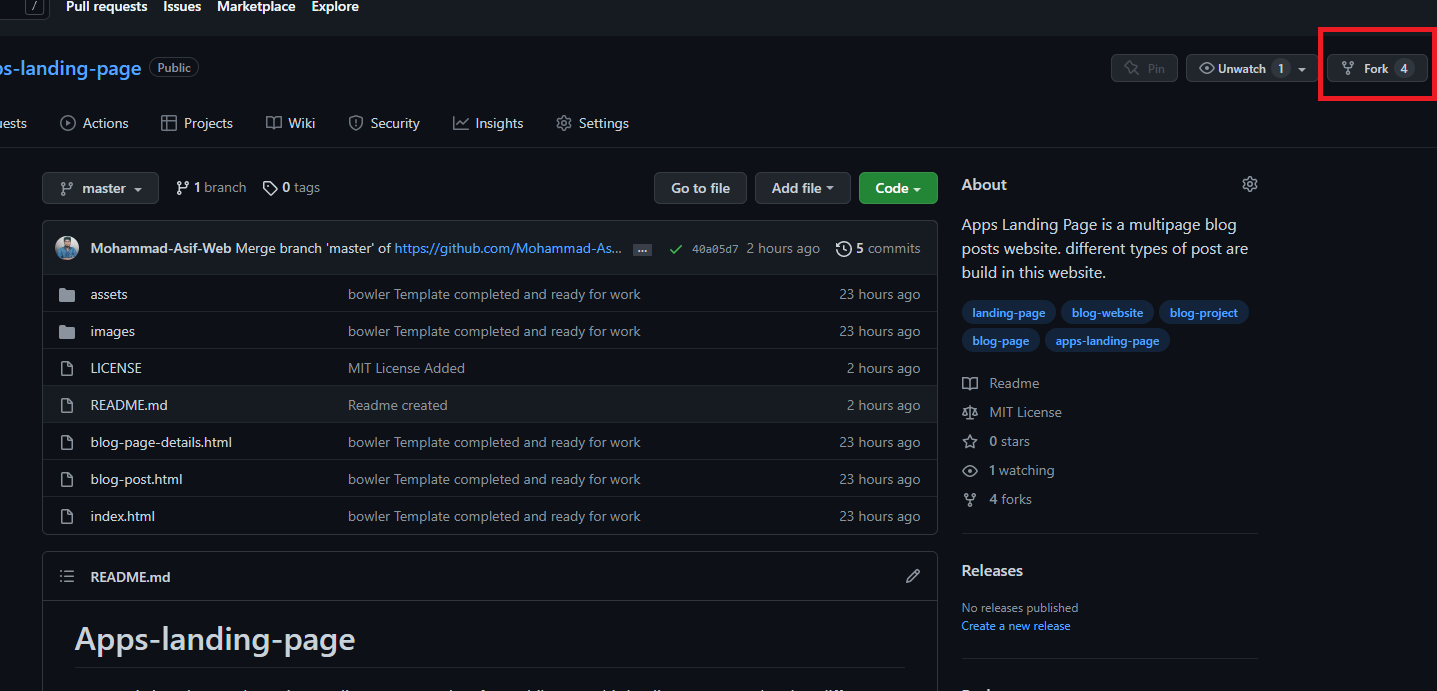 / Pull requests Issues Marketplace Explore
s-landing-page Public
Pin Unwatch 1 Fork 4
ests Actions Projects Wiki Security Insights Settings
master 1 branch 0 tags Go to file Add file Code
Mohammad-Asif-Web Merge branch 'master' of https://github.com/Mohammad-As... ... 40a05d7 2 hours ago 5 commits
assets bowler Template completed and ready for work 23 hours ago
images bowler Template completed and ready for work 23 hours ago
LICENSE MIT License Added 2 hours ago
README.md Readme created 2 hours ago
blog-page-details.html bowler Template completed and ready for work 23 hours ago
blog-post.html bowler Template completed and ready for work 23 hours ago
index.html bowler Template completed and ready for work 23 hours ago
README.md
Apps-landing-page
About
Apps Landing Page is a multipage blog
posts website. different types of post are
build in this website.
landing-page blog-website blog-project
blog-page apps-landing-page
Readme
MIT License
0 stars
1 watching
4 forks
Releases
No releases published
Create a new release